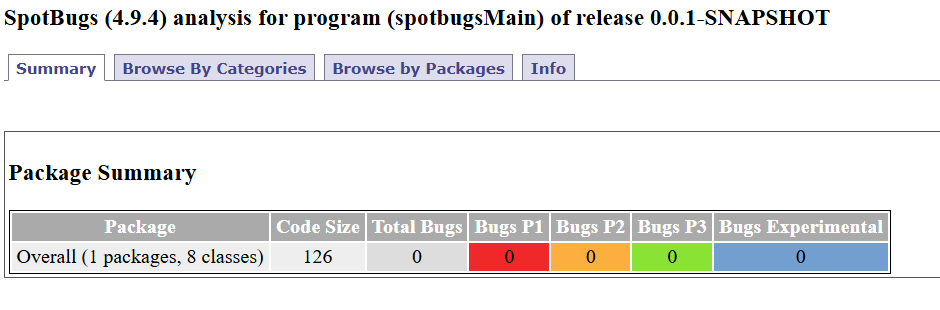 SpotBugs (4.9.4) analysis for program (spotbugsMain) of release 0.0.1-SNAPSHOT
Summary Browse By Categories Browse by Packages Info
Package Summary
Package Code Size Total Bugs Bugs P1 Bugs P2 Bugs P3 Bugs Experimental
Overall (1 packages, 8 classes) 126 0 0 0 0 0